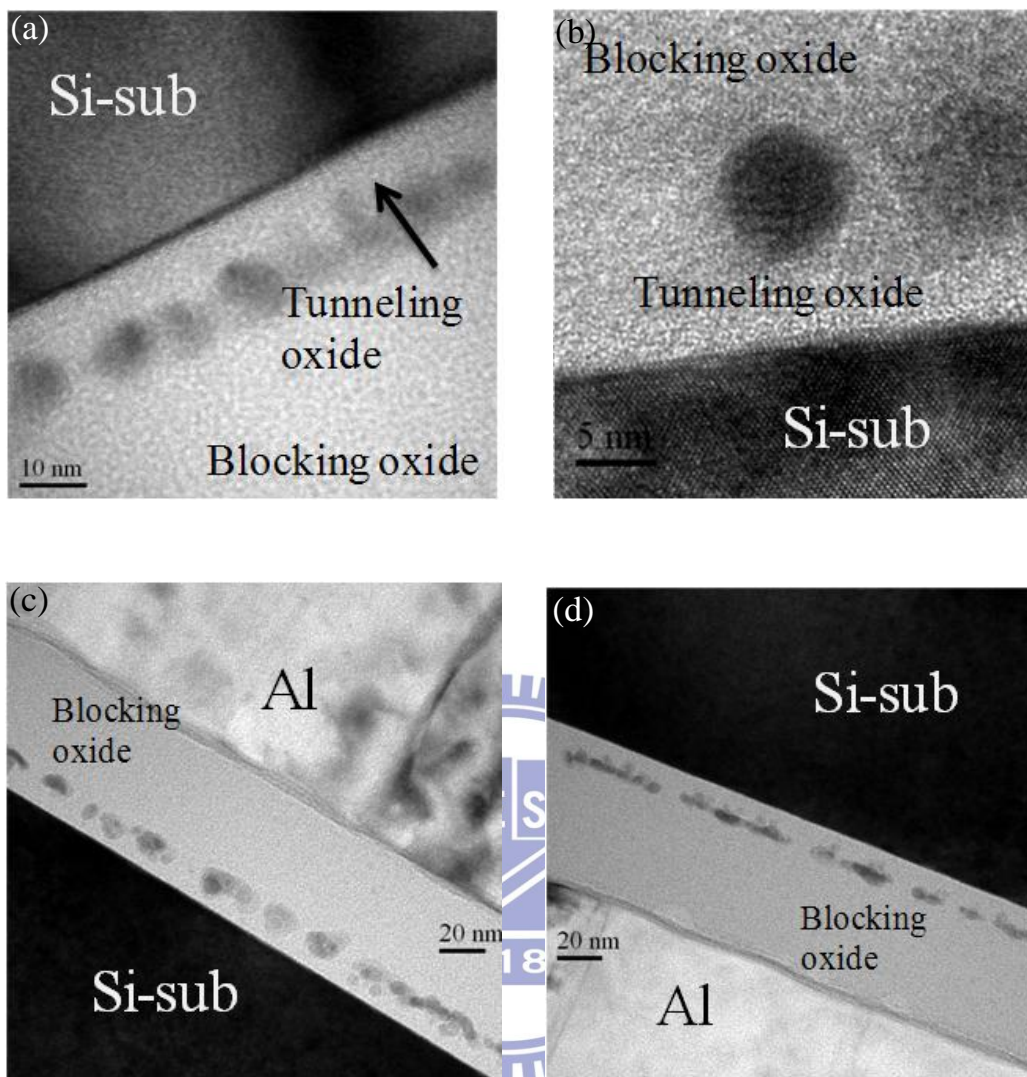 (a)
Si-sub
Tunneling
oxide
Blocking oxide
10 nm
(b)
Blocking oxide
Tunneling oxide
Si-sub
5 nm
(c)
Al
Blocking
oxide
20 nm
Si-sub
(d)
Si-sub
Blocking
oxide
20 nm
Al
S
18